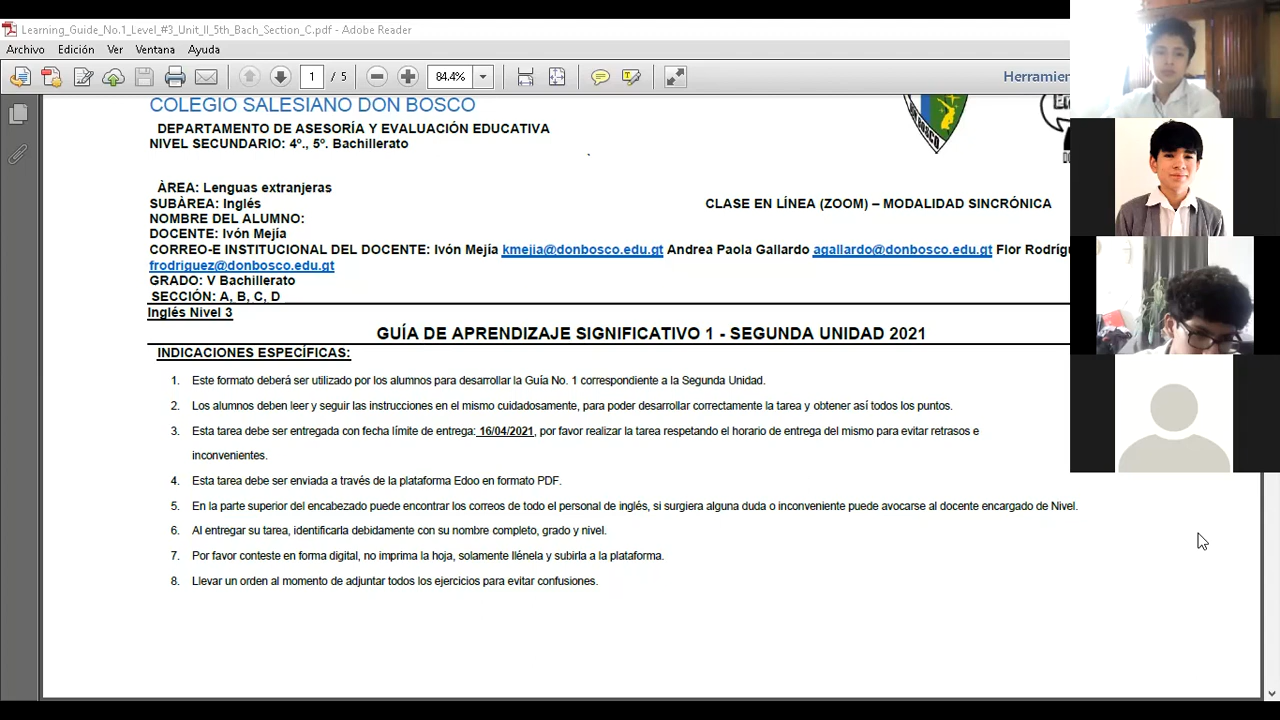 Learning_Guide_No.1_Level_#3_Unit_II_5th_Bach_Section_C.pdf - Adobe Reader
Archivo Edición Ver Ventana Ayuda
1 / 5 84.4% Herramien
COLEGIO SALESIANO DON BOSCO
DEPARTAMENTO DE ASESORÍA Y EVALUACIÓN EDUCATIVA
NIVEL SECUNDARIO: 4º., 5º. Bachillerato
ÀREA: Lenguas extranjeras
SUBÀREA: Inglés
CLASE EN LÍNEA (ZOOM) – MODALIDAD SINCRÓNICA
NOMBRE DEL ALUMNO:
DOCENTE: Ivón Mejía
CORREO-E INSTITUCIONAL DEL DOCENTE: Ivón Mejía kmejia@donbosco.edu.gt Andrea Paola Gallardo agallardo@donbosco.edu.gt Flor Rodrígu
frodriguez@donbosco.edu.gt
GRADO: V Bachillerato
SECCIÓN: A, B, C, D
Inglés Nivel 3
GUÍA DE APRENDIZAJE SIGNIFICATIVO 1 - SEGUNDA UNIDAD 2021
INDICACIONES ESPECÍFICAS:
1. Este formato deberá ser utilizado por los alumnos para desarrollar la Guía No. 1 correspondiente a la Segunda Unidad.
2. Los alumnos deben leer y seguir las instrucciones en el mismo cuidadosamente, para poder desarrollar correctamente la tarea y obtener así todos los puntos.
3. Esta tarea debe ser entregada con fecha límite de entrega: 16/04/2021, por favor realizar la tarea respetando el horario de entrega del mismo para evitar retrasos e
inconvenientes.
4. Esta tarea debe ser enviada a través de la plataforma Edoo en formato PDF.
5. En la parte superior del encabezado puede encontrar los correos de todo el personal de inglés, si surgiera alguna duda o inconveniente puede avocarse al docente encargado de Nivel.
6. Al entregar su tarea, identificarla debidamente con su nombre completo, grado y nivel.
7. Por favor conteste en forma digital, no imprima la hoja, solamente llénela y subirla a la plataforma.
8. Llevar un orden al momento de adjuntar todos los ejercicios para evitar confusiones.